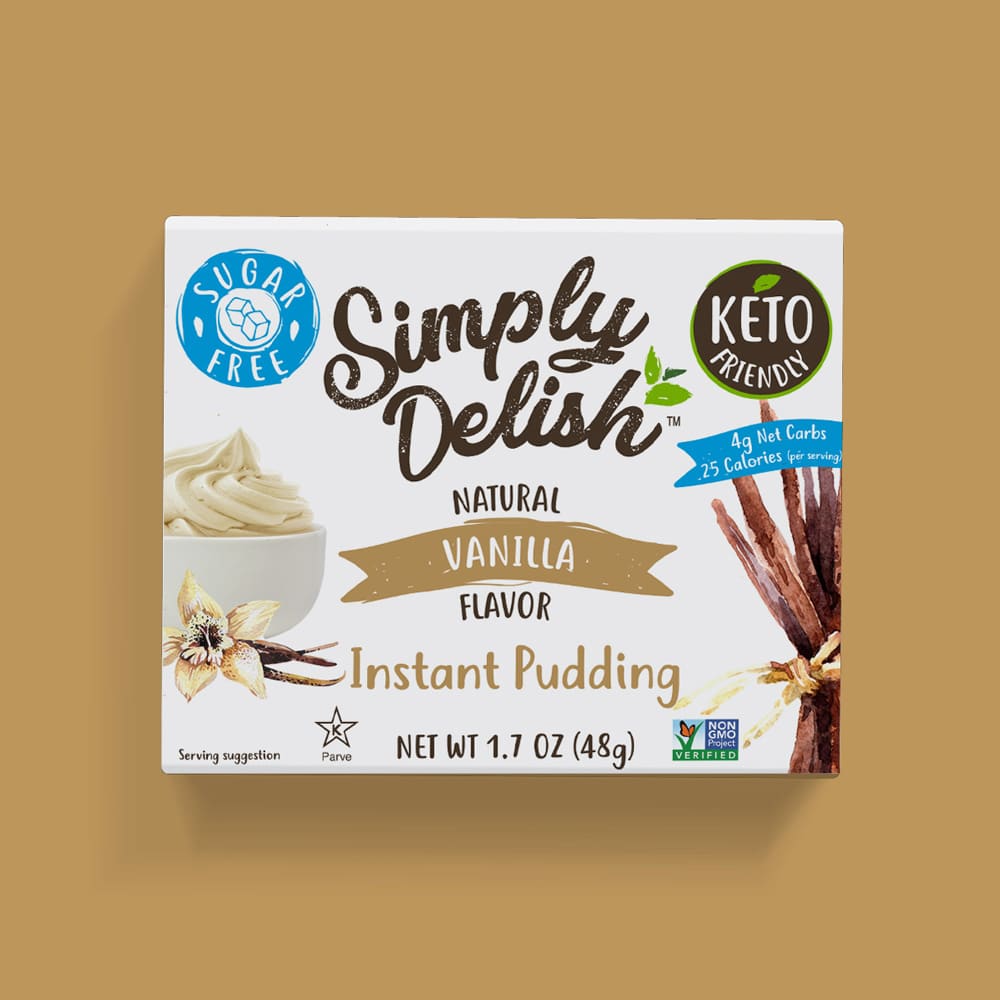 SUGAR
FREE
Simply
Delish™
KETO
FRIENDLY
4g Net Carbs
25 Calories (per serving)
NATURAL
VANILLA
FLAVOR
Instant Pudding
Serving suggestion
K
Parve
NET WT 1.7 OZ (48g)
NON
GMO
Project
VERIFIED